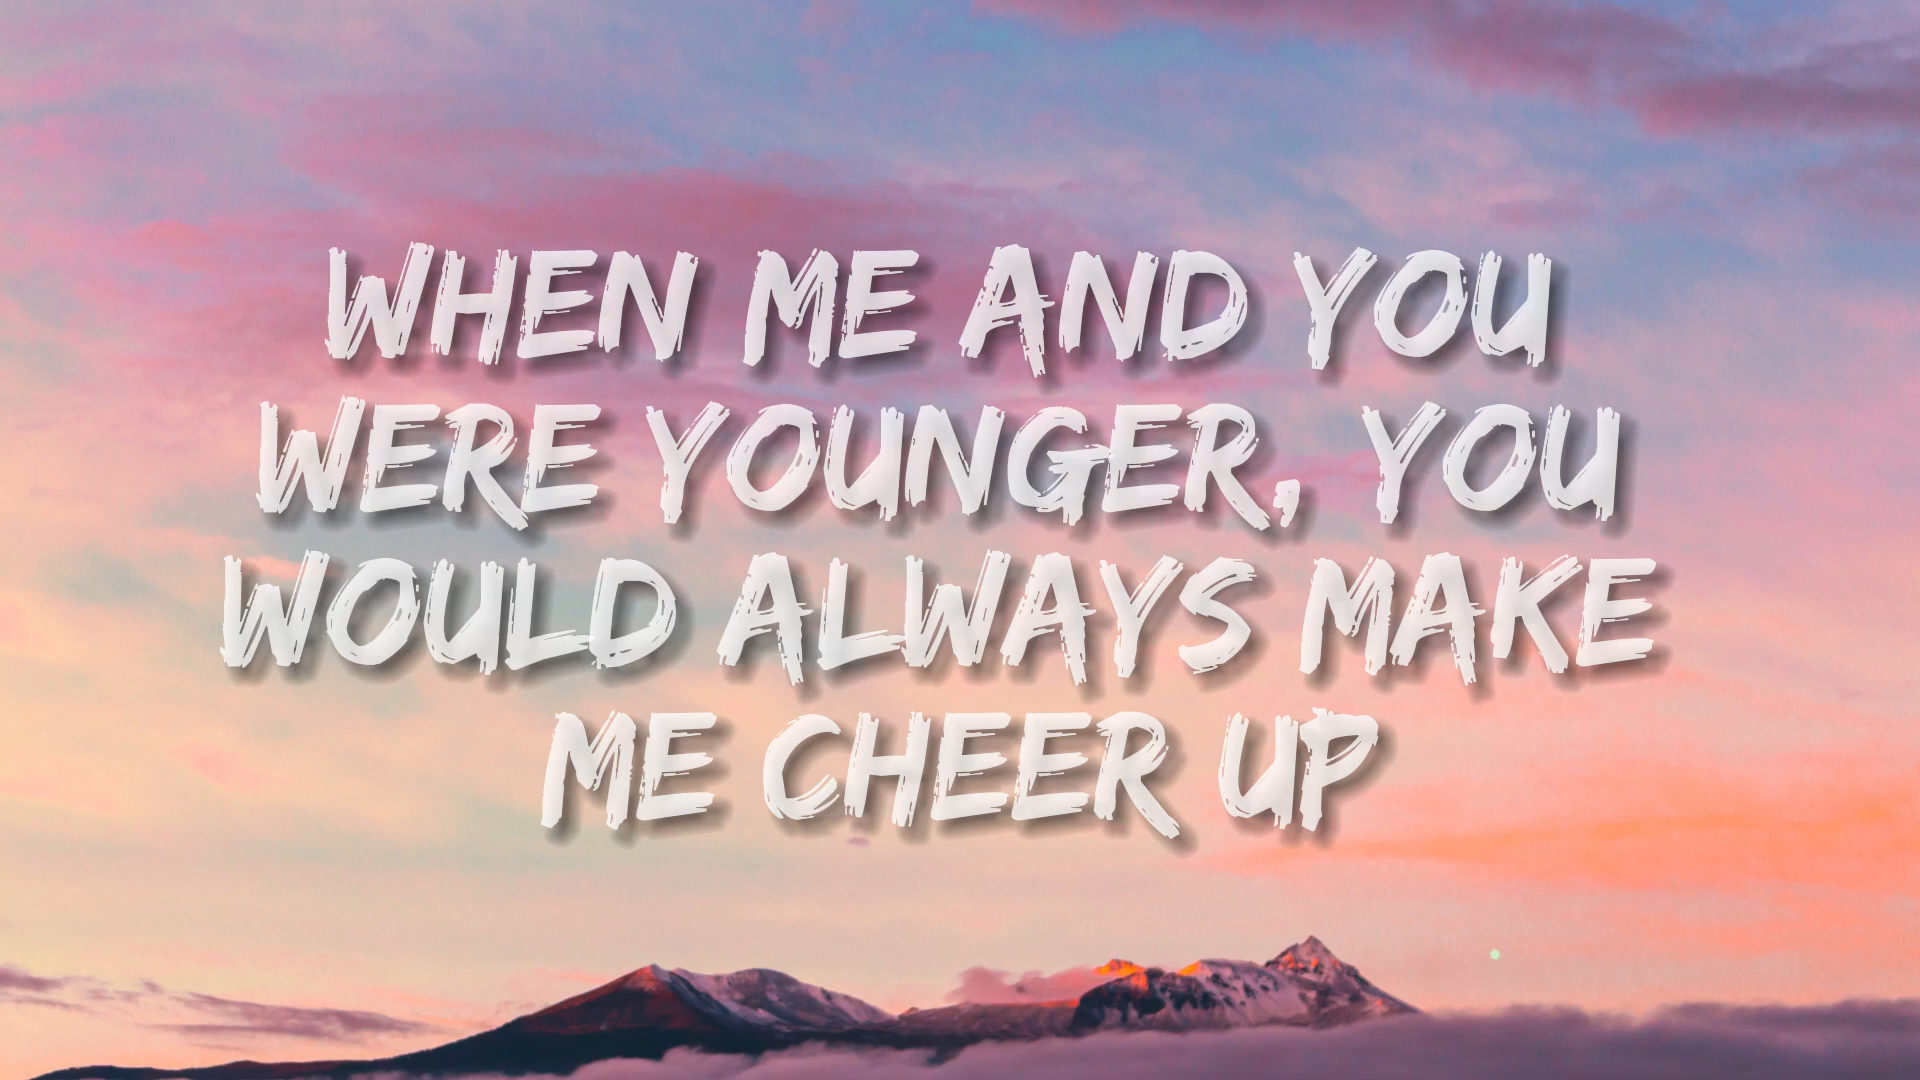 WHEN ME AND YOU
WERE YOUNGER, YOU
WOULD ALWAYS MAKE
ME CHEER UP